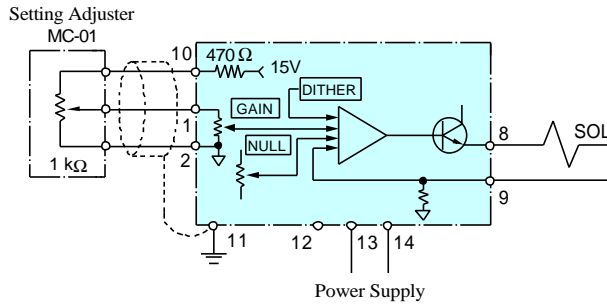 Setting Adjuster
MC-01
10
470 Ω
15V
DITHER
GAIN
1
NULL
8
SOL
1 kΩ
2
9
11
12
13
14
Power Supply